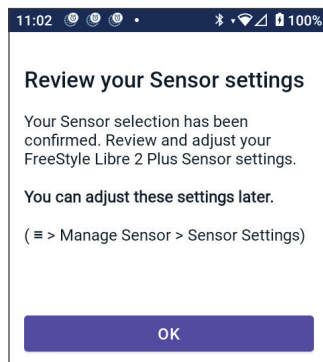 11:02 100%
Review your Sensor settings
Your Sensor selection has been
confirmed. Review and adjust your
FreeStyle Libre 2 Plus Sensor settings.
You can adjust these settings later.
( ≡ > Manage Sensor > Sensor Settings)
OK